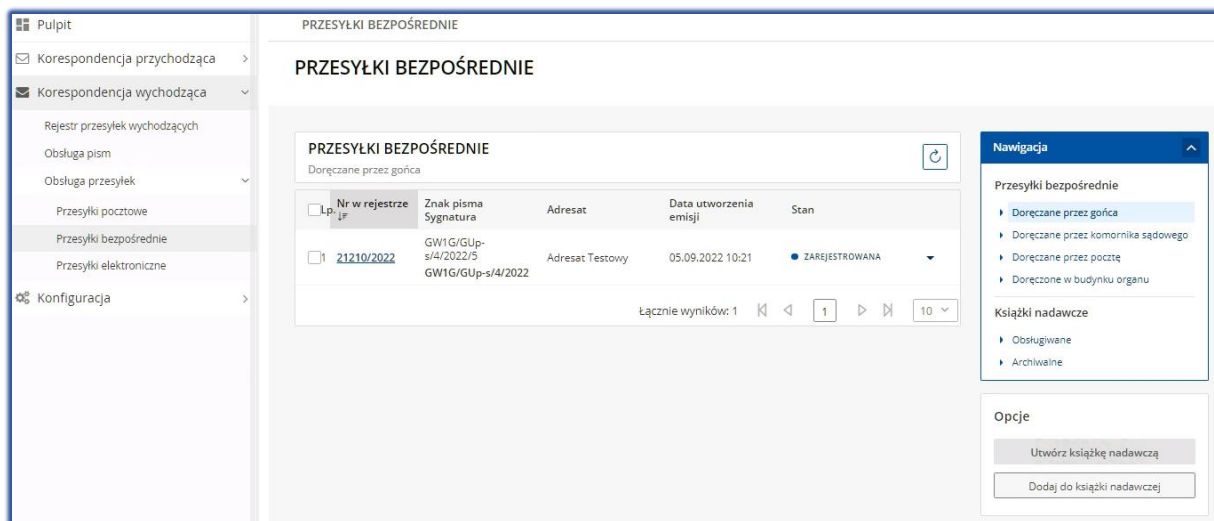 Pulpit
Korespondencja przychodząca
Korespondencja wychodząca
Rejestr przesyłek wychodzących
Obsługa pism
Obsługa przesyłek
Przesyłki pocztowe
Przesyłki bezpośrednie
Przesyłki elektroniczne
Konfiguracja
PRZESYŁKI BEZPOŚREDNIE
PRZESYŁKI BEZPOŚREDNIE
PRZESYŁKI BEZPOŚREDNIE
Doręczane przez gońca
Lp. Nr w rejestrze Znak pisma Sygnatura Adresat Data utworzenia emisji Stan
1 21210/2022 GW1G/GUp-s/4/2022/5 GW1G/GUp-s/4/2022 Adresat Testowy 05.09.2022 10:21 ZAREJESTROWANA
Łącznie wyników: 1 1 10
Nawigacja
Przesyłki bezpośrednie
Doręczane przez gońca
Doręczane przez komornika sądowego
Doręczane przez pocztę
Doręczone w budynku organu
Książki nadawcze
Obsługiwane
Archiwalne
Opcje
Utwórz książkę nadawczą
Dodaj do książki nadawczej